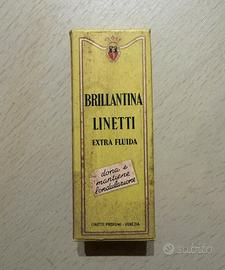 BRILLANTINA
LINETTI
EXTRA FLUIDA
dona e
mantiene
l'ondulazione
LINETTI PROFUMI - VENEZIA
subito